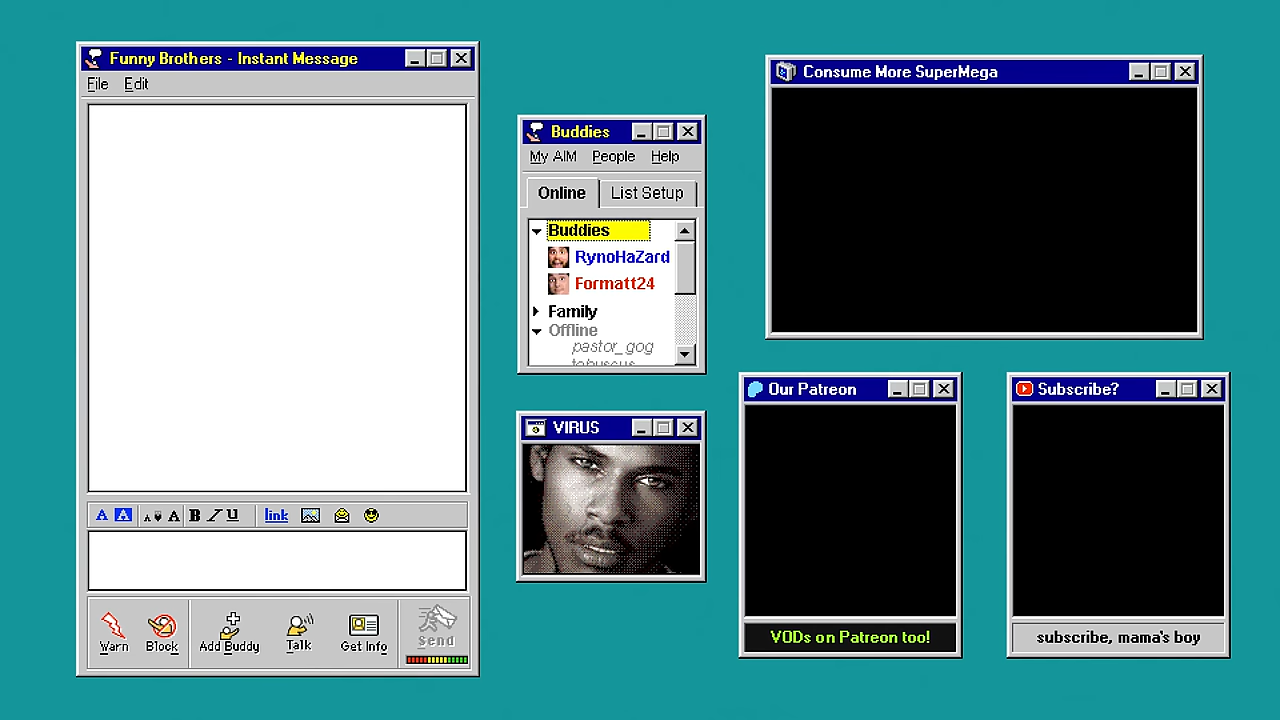 Funny Brothers - Instant Message
File Edit
A A A A B I U link
Warn Block Add Buddy Talk Get Info Send
Buddies
My AIM People Help
Online List Setup
Buddies
RynoHaZard
Formatt24
Family
Offline
pastor_gog
tobuscus
VIRUS
Consume More SuperMega
Our Patreon
VODs on Patreon too!
Subscribe?
subscribe, mama's boy